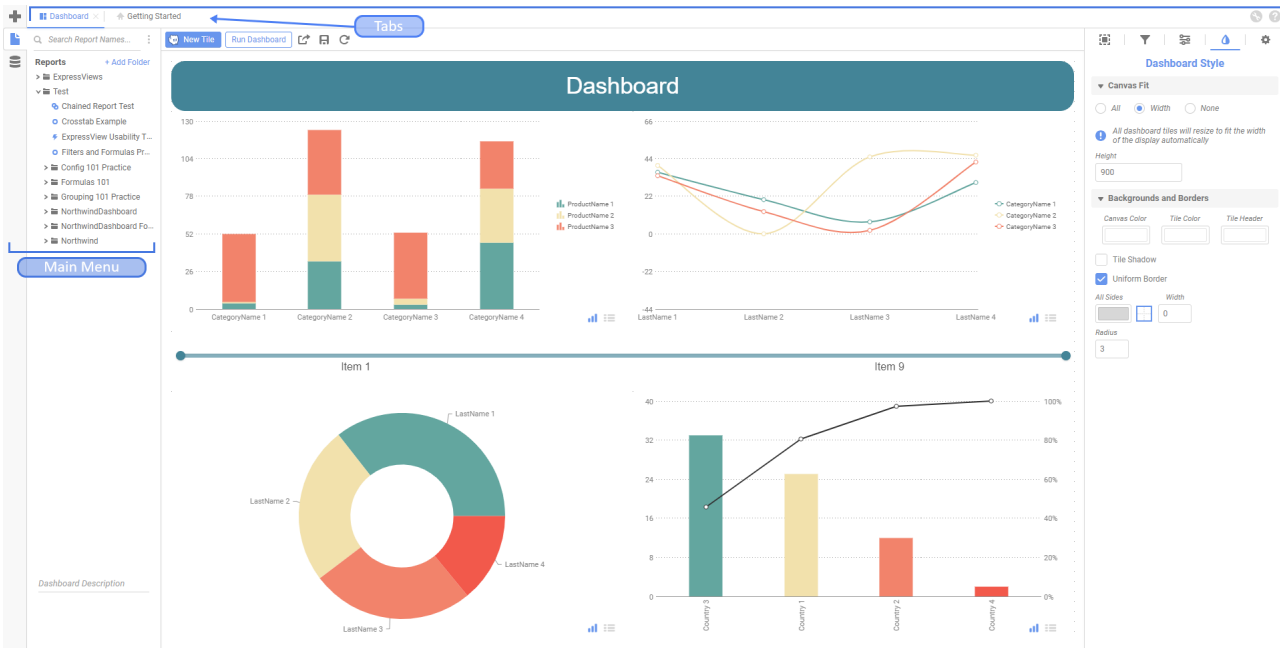 Dashboard
Getting Started
Tabs
Search Report Names...
New Tile
Run Dashboard
Reports
+ Add Folder
ExpressViews
Test
Chained Report Test
Crosstab Example
ExpressView Usability T...
Filters and Formulas Pr...
Config 101 Practice
Formulas 101
Grouping 101 Practice
NorthwindDashboard
NorthwindDashboard Fo...
Northwind
Main Menu
Dashboard Description
Dashboard
130
104
78
52
26
0
CategoryName 1
CategoryName 2
CategoryName 3
CategoryName 4
ProductName 1
ProductName 2
ProductName 3
66
44
22
0
-22
-44
LastName 1
LastName 2
LastName 3
LastName 4
CategoryName 1
CategoryName 2
CategoryName 3
Item 1
Item 9
LastName 1
LastName 2
LastName 4
LastName 3
40
32
24
16
8
0
100%
80%
60%
40%
20%
0%
Country 3
Country 1
Country 2
Country 4
Dashboard Style
Canvas Fit
All
Width
None
All dashboard tiles will resize to fit the width
of the display automatically
Height
900
Backgrounds and Borders
Canvas Color
Tile Color
Tile Header
Tile Shadow
Uniform Border
All Sides
Width
0
Radius
3